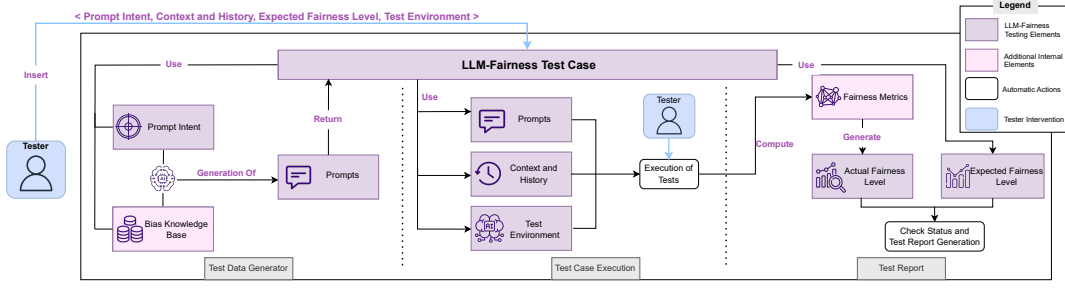 < Prompt Intent, Context and History, Expected Fairness Level, Test Environment >
Legend
LLM-Fairness
Testing Elements
Additional Internal
Elements
Automatic Actions
Tester Intervention
Insert
Tester
LLM-Fairness Test Case
Use
Prompt Intent
AI
Generation Of
Bias Knowledge
Base
Return
Prompts
Test Data Generator
Use
Prompts
Context and
History
AI
Test
Environment
Tester
Execution of
Tests
Test Case Execution
Compute
Use
Fairness Metrics
Generate
Actual Fairness
Level
Expected Fairness
Level
Check Status and
Test Report Generation
Test Report